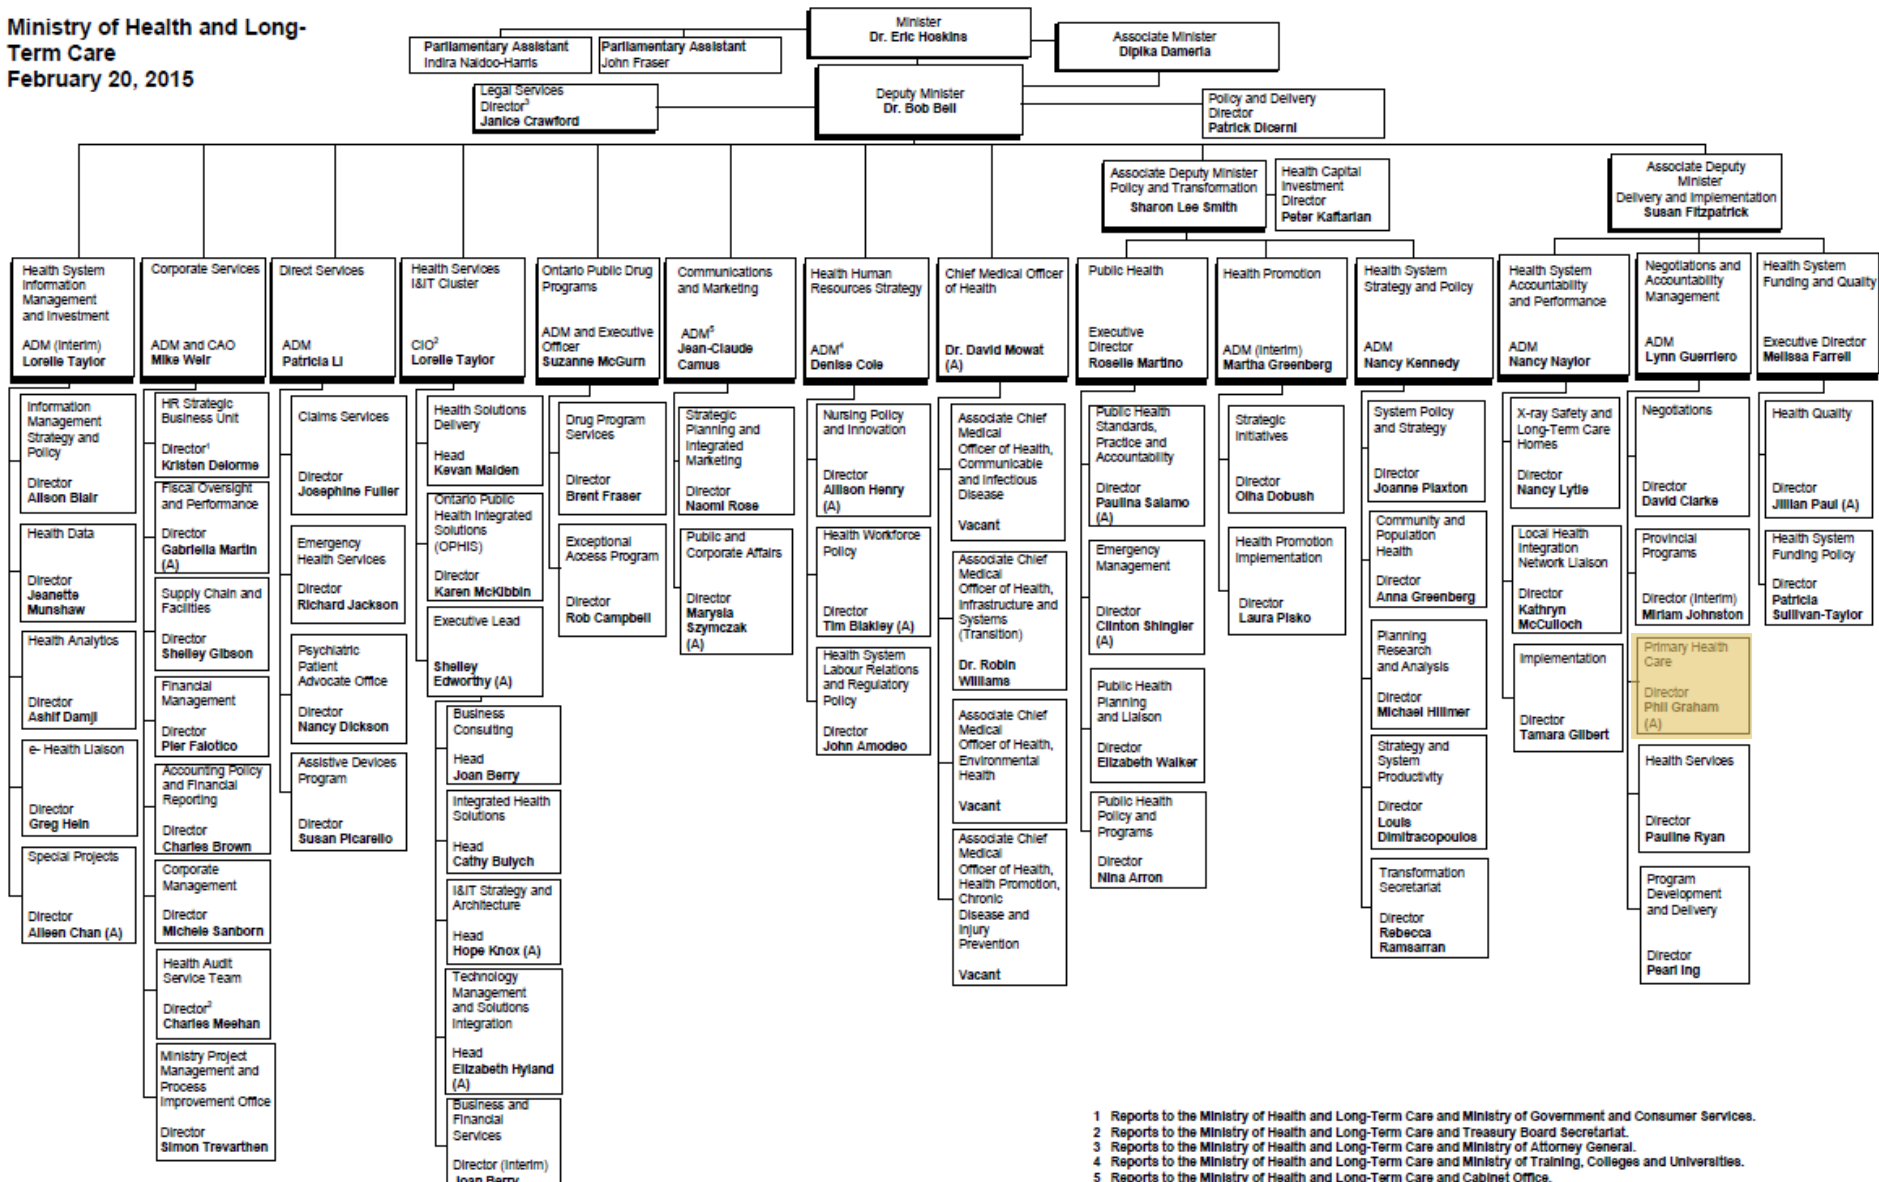 Ministry of Health and Long-
Term Care
February 20, 2015
Minister
Dr. Eric Hoskins
Parliamentary Assistant
Indira Naidoo-Harris
Parliamentary Assistant
John Fraser
Associate Minister
Dipika Damerla
Legal Services
Director3
Janice Crawford
Deputy Minister
Dr. Bob Bell
Policy and Delivery
Director
Patrick Dicerni
Associate Deputy Minister
Policy and Transformation
Sharon Lee Smith
Health Capital
Investment
Director
Peter Kaftarian
Associate Deputy
Minister
Delivery and Implementation
Susan Fitzpatrick
Health System
Information
Management
and Investment
ADM (Interim)
Lorelle Taylor
Information
Management
Strategy and
Policy
Director
Alison Blair
Health Data
Director
Jeanette
Munshaw
Health Analytics
Director
Ashif Damji
e- Health Liaison
Director
Greg Hein
Special Projects
Director
Aileen Chan (A)
Corporate Services
ADM and CAO
Mike Weir
HR Strategic
Business Unit
Director1
Kristen Delorme
Fiscal Oversight
and Performance
Director
Gabriella Martin
(A)
Supply Chain and
Facilities
Director
Shelley Gibson
Financial
Management
Director
Pier Falotico
Accounting Policy
and Financial
Reporting
Director
Charles Brown
Corporate
Management
Director
Michele Sanborn
Health Audit
Service Team
Director2
Charles Meehan
Ministry Project
Management and
Process
Improvement Office
Director
Simon Trevarthen
Direct Services
ADM
Patricia Li
Claims Services
Director
Josephine Fuller
Emergency
Health Services
Director
Richard Jackson
Psychiatric
Patient
Advocate Office
Director
Nancy Dickson
Assistive Devices
Program
Director
Susan Picarello
Health Services
I&IT Cluster
CIO2
Lorelle Taylor
Health Solutions
Delivery
Head
Kevan Malden
Ontario Public
Health Integrated
Solutions
(OPHIS)
Director
Karen McKibbin
Executive Lead
Shelley
Edworthy (A)
Business
Consulting
Head
Joan Berry
Integrated Health
Solutions
Head
Cathy Bulych
I&IT Strategy and
Architecture
Head
Hope Knox (A)
Technology
Management
and Solutions
Integration
Head
Elizabeth Hyland
(A)
Business and
Financial
Services
Director (Interim)
Joan Berry
Ontario Public Drug
Programs
ADM and Executive
Officer
Suzanne McGurn
Drug Program
Services
Director
Brent Fraser
Exceptional
Access Program
Director
Rob Campbell
Communications
and Marketing
ADM5
Jean-Claude
Camus
Strategic
Planning and
Integrated
Marketing
Director
Naomi Rose
Public and
Corporate Affairs
Director
Marysia
Szymczak
(A)
Health Human
Resources Strategy
ADM4
Denise Cole
Nursing Policy
and Innovation
Director
Allison Henry
(A)
Health Workforce
Policy
Director
Tim Blakley (A)
Health System
Labour Relations
and Regulatory
Policy
Director
John Amodeo
Chief Medical Officer
of Health
Dr. David Mowat
(A)
Associate Chief
Medical
Officer of Health,
Communicable
and Infectious
Disease
Vacant
Associate Chief
Medical
Officer of Health,
Infrastructure and
Systems
(Transition)
Dr. Robin
Williams
Associate Chief
Medical
Officer of Health,
Environmental
Health
Vacant
Associate Chief
Medical
Officer of Health,
Health Promotion,
Chronic
Disease and
Injury
Prevention
Vacant
Public Health
Executive
Director
Roselle Martino
Public Health
Standards,
Practice and
Accountability
Director
Paulina Salamo
(A)
Emergency
Management
Director
Clinton Shingler
(A)
Public Health
Planning
and Liaison
Director
Elizabeth Walker
Public Health
Policy and
Programs
Director
Nina Arron
Health Promotion
ADM (Interim)
Martha Greenberg
Strategic
Initiatives
Director
Olha Dobush
Health Promotion
Implementation
Director
Laura Pisko
Health System
Strategy and Policy
ADM
Nancy Kennedy
System Policy
and Strategy
Director
Joanne Plaxton
Community and
Population
Health
Director
Anna Greenberg
Planning
Research
and Analysis
Director
Michael Hillmer
Strategy and
System
Productivity
Director
Louis
Dimitracopoulos
Transformation
Secretariat
Director
Rebecca
Ramsarran
Health System
Accountability
and Performance
ADM
Nancy Naylor
X-ray Safety and
Long-Term Care
Homes
Director
Nancy Lytle
Local Health
Integration
Network Liaison
Director
Kathryn
McCulloch
Implementation
Director
Tamara Gilbert
Negotiations and
Accountability
Management
ADM
Lynn Guerriero
Negotiations
Director
David Clarke
Provincial
Programs
Director (Interim)
Miriam Johnston
Primary Health
Care
Director
Phil Graham
(A)
Health Services
Director
Pauline Ryan
Program
Development
and Delivery
Director
Pearl Ing
Health System
Funding and Quality
Executive Director
Melissa Farrell
Health Quality
Director
Jillian Paul (A)
Health System
Funding Policy
Director
Patricia
Sullivan-Taylor
1 Reports to the Ministry of Health and Long-Term Care and Ministry of Government and Consumer Services.
2 Reports to the Ministry of Health and Long-Term Care and Treasury Board Secretariat.
3 Reports to the Ministry of Health and Long-Term Care and Ministry of Attorney General.
4 Reports to the Ministry of Health and Long-Term Care and Ministry of Training, Colleges and Universities.
5 Reports to the Ministry of Health and Long-Term Care and Cabinet Office.